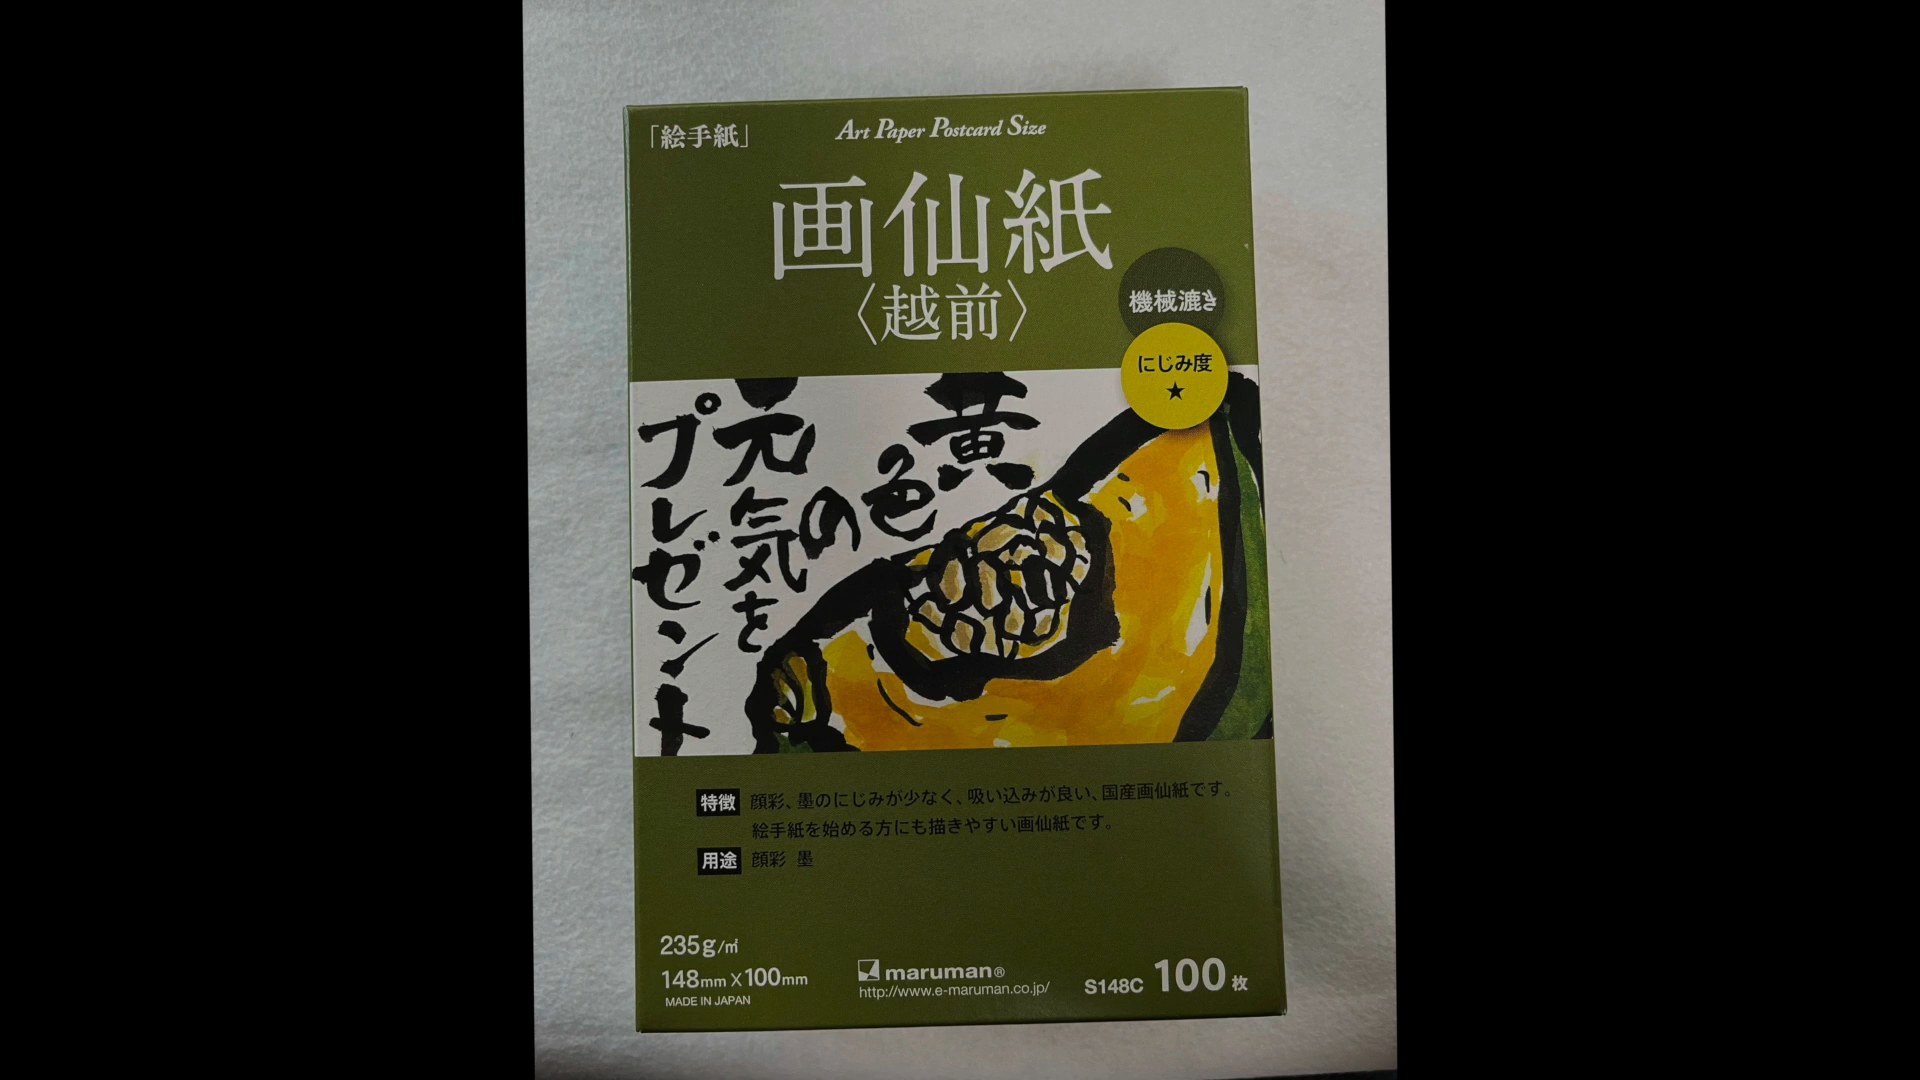 「絵手紙」
Art Paper Postcard Size
画仙紙
〈越前〉
機械漉き
にじみ度
★
黄
色
の
元
気
を
プレゼント
特徴 顔彩、墨のにじみが少なく、吸い込みが良い、国産画仙紙です。
絵手紙を始める方にも描きやすい画仙紙です。
用途 顔彩 墨
235g/㎡
148mm X 100mm
MADE IN JAPAN
maruman®
http://www.e-maruman.co.jp/
S148C 100枚